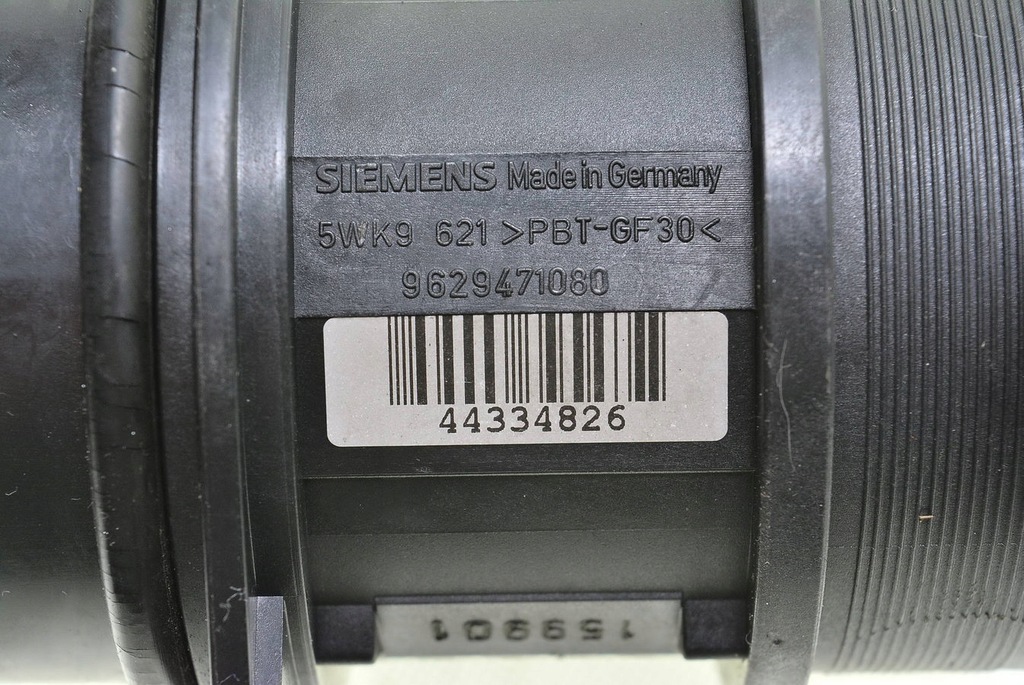 SIEMENS Made in Germany
5WK9 621 >PBT-GF30<
9629471080
44334826
159901